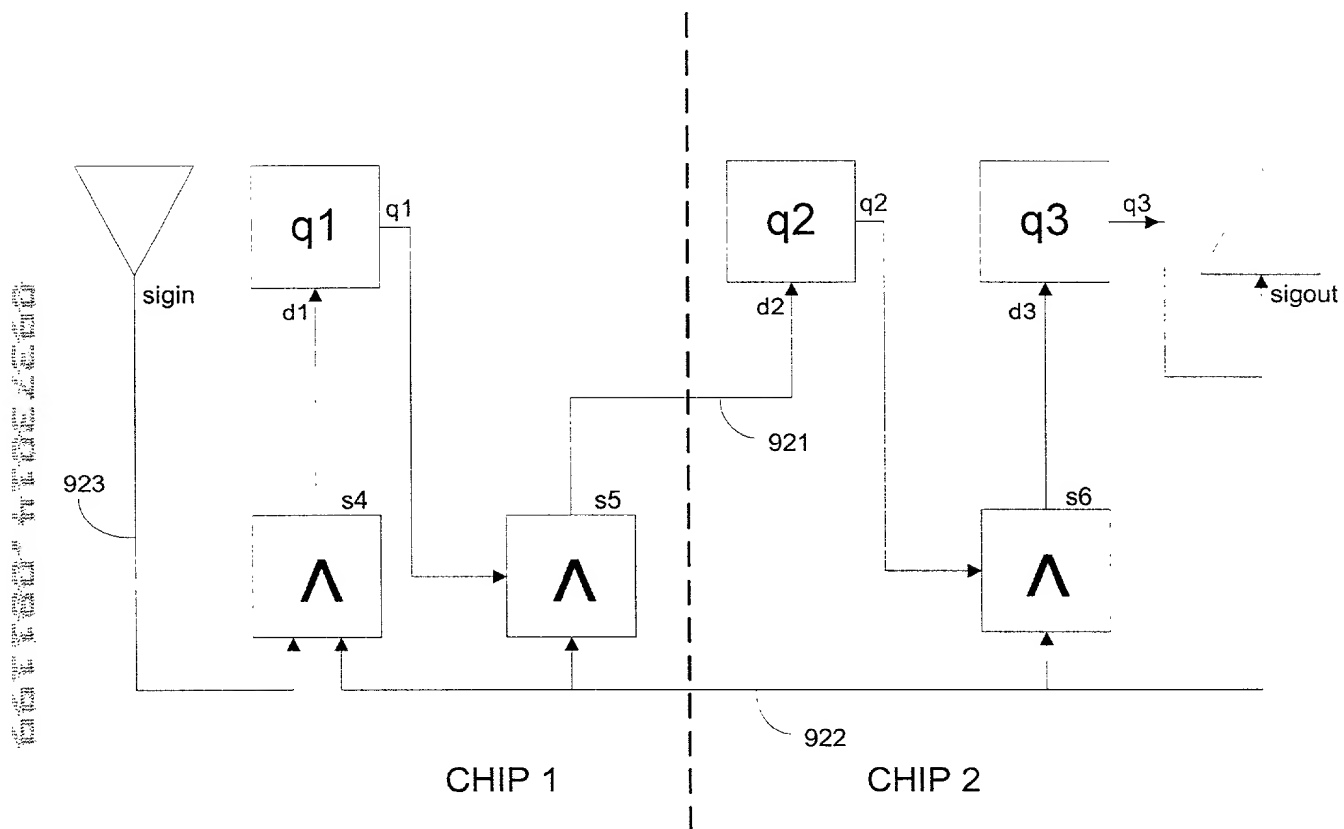 q1
q1
sigin
d1
q2
q2
d2
q3
q3
d3
sigout
921
923
s4
s5
s6
Λ
Λ
Λ
922
CHIP 1
CHIP 2